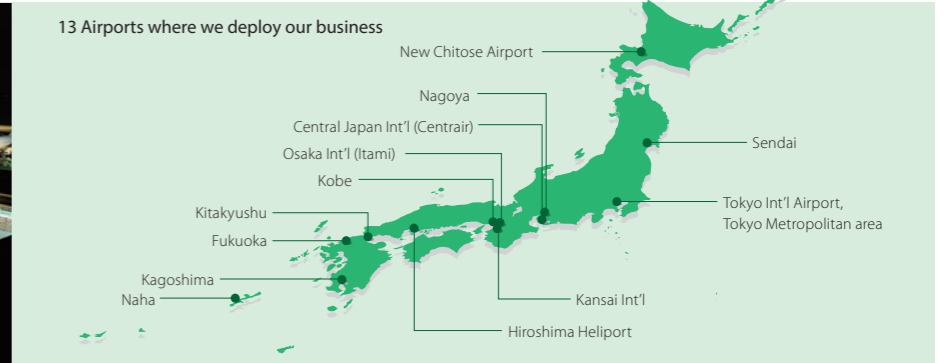 13 Airports where we deploy our business
New Chitose Airport
Nagoya
Central Japan Int'l (Centrair)
Osaka Int'l (Itami)
Kobe
Kitakyushu
Fukuoka
Kagoshima
Naha
Sendai
Tokyo Int'l Airport,
Tokyo Metropolitan area
Kansai Int'l
Hiroshima Heliport